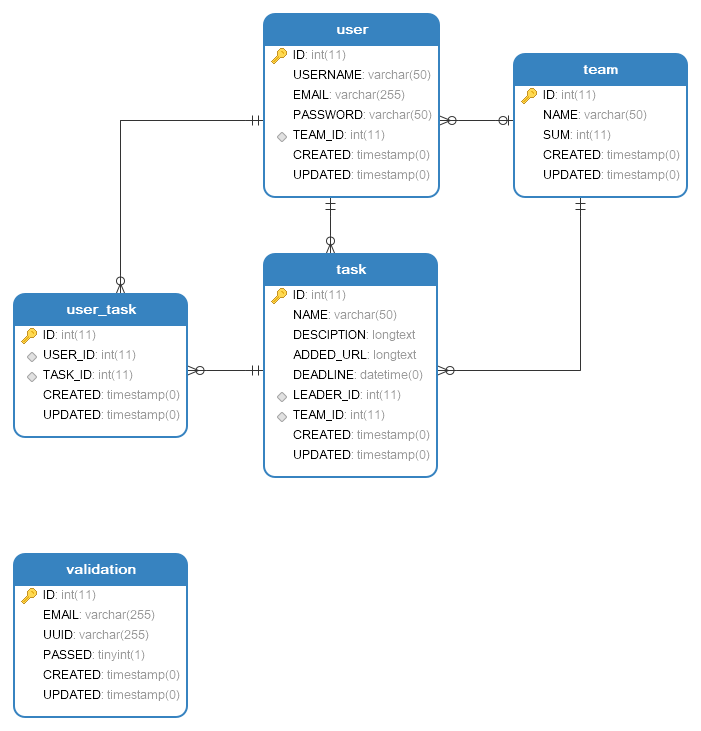 user
ID: int(11)
USERNAME: varchar(50)
EMAIL: varchar(255)
PASSWORD: varchar(50)
TEAM_ID: int(11)
CREATED: timestamp(0)
UPDATED: timestamp(0)
team
ID: int(11)
NAME: varchar(50)
SUM: int(11)
CREATED: timestamp(0)
UPDATED: timestamp(0)
task
ID: int(11)
NAME: varchar(50)
DESCIPTION: longtext
ADDED_URL: longtext
DEADLINE: datetime(0)
LEADER_ID: int(11)
TEAM_ID: int(11)
CREATED: timestamp(0)
UPDATED: timestamp(0)
user_task
ID: int(11)
USER_ID: int(11)
TASK_ID: int(11)
CREATED: timestamp(0)
UPDATED: timestamp(0)
validation
ID: int(11)
EMAIL: varchar(255)
UUID: varchar(255)
PASSED: tinyint(1)
CREATED: timestamp(0)
UPDATED: timestamp(0)